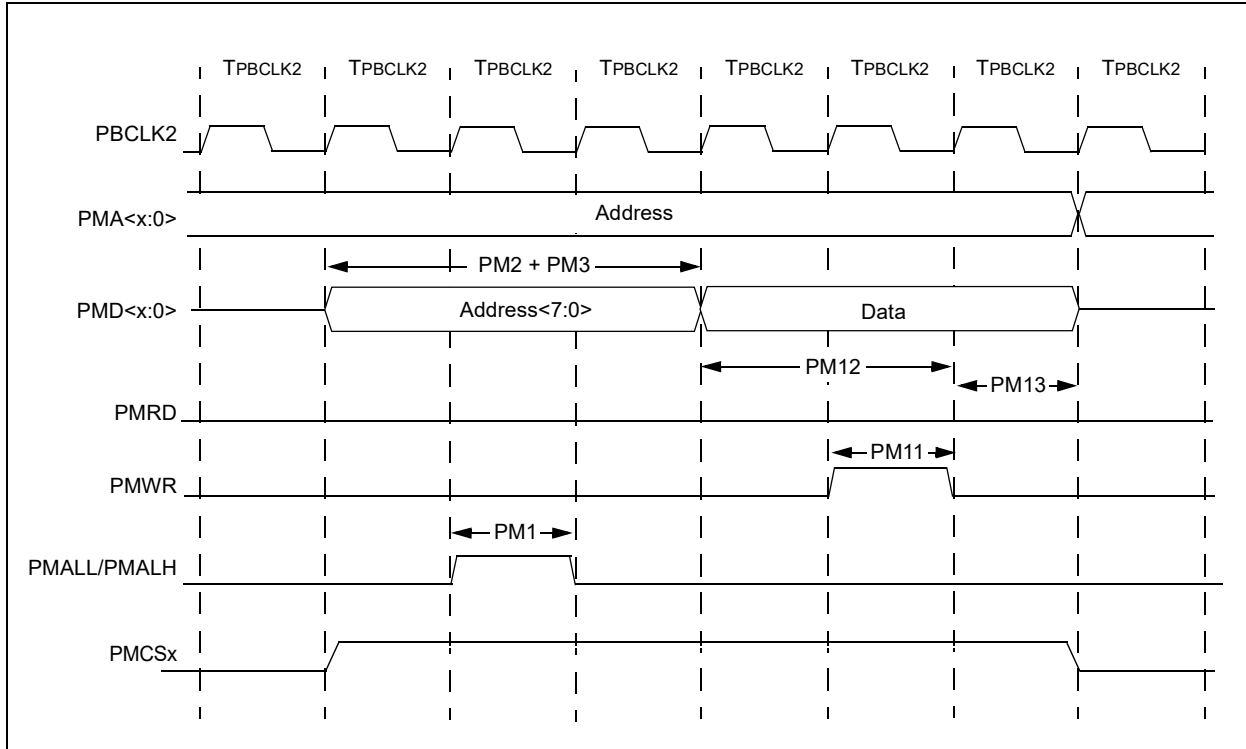 TPBCLK2 TPBCLK2 TPBCLK2 TPBCLK2 TPBCLK2 TPBCLK2 TPBCLK2 TPBCLK2
PBCLK2
PMA<x:0> Address
PM2 + PM3
PMD<x:0> Address<7:0> Data
PM12
PM13
PMRD
PM11
PMWR
PM1
PMALL/PMALH
PMCSx